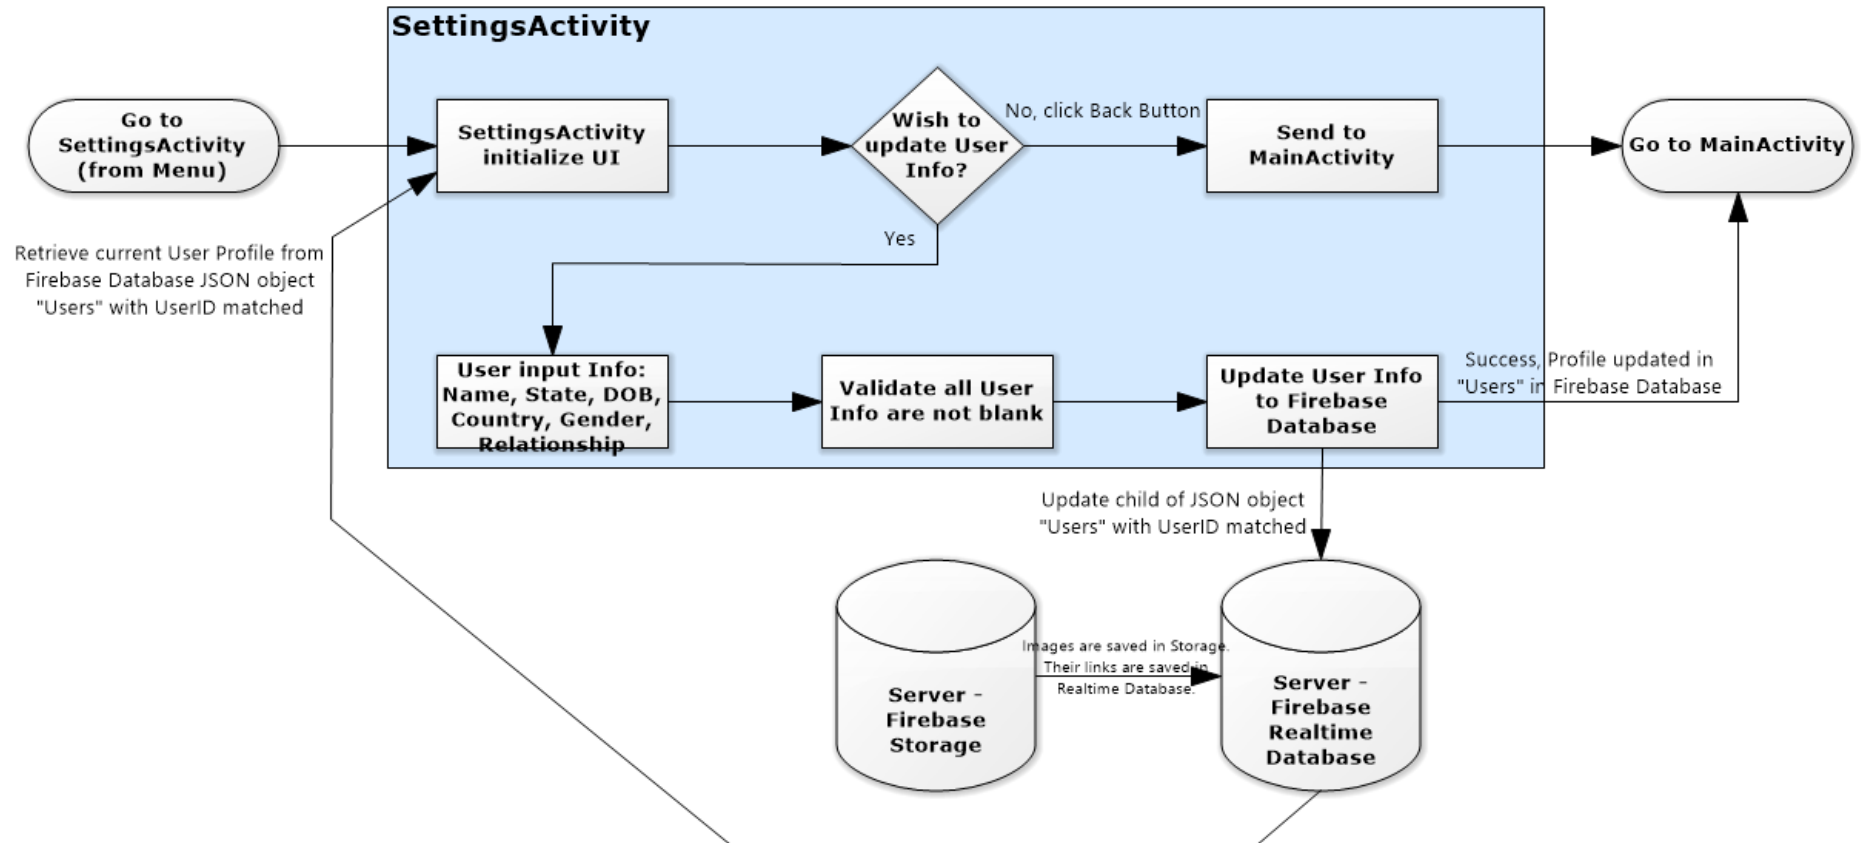 SettingsActivity
Go to
SettingsActivity
(from Menu)
SettingsActivity
initialize UI
Wish to
update User
Info?
No, click Back Button
Send to
MainActivity
Go to MainActivity
Yes
Retrieve current User Profile from
Firebase Database JSON object
"Users" with UserID matched
User input Info:
Name, State, DOB,
Country, Gender,
Relationship
Validate all User
Info are not blank
Update User Info
to Firebase
Database
Success, Profile updated in
"Users" in Firebase Database
Update child of JSON object
"Users" with UserID matched
Server -
Firebase
Storage
Images are saved in Storage.
Their links are saved in
Realtime Database.
Server -
Firebase
Realtime
Database